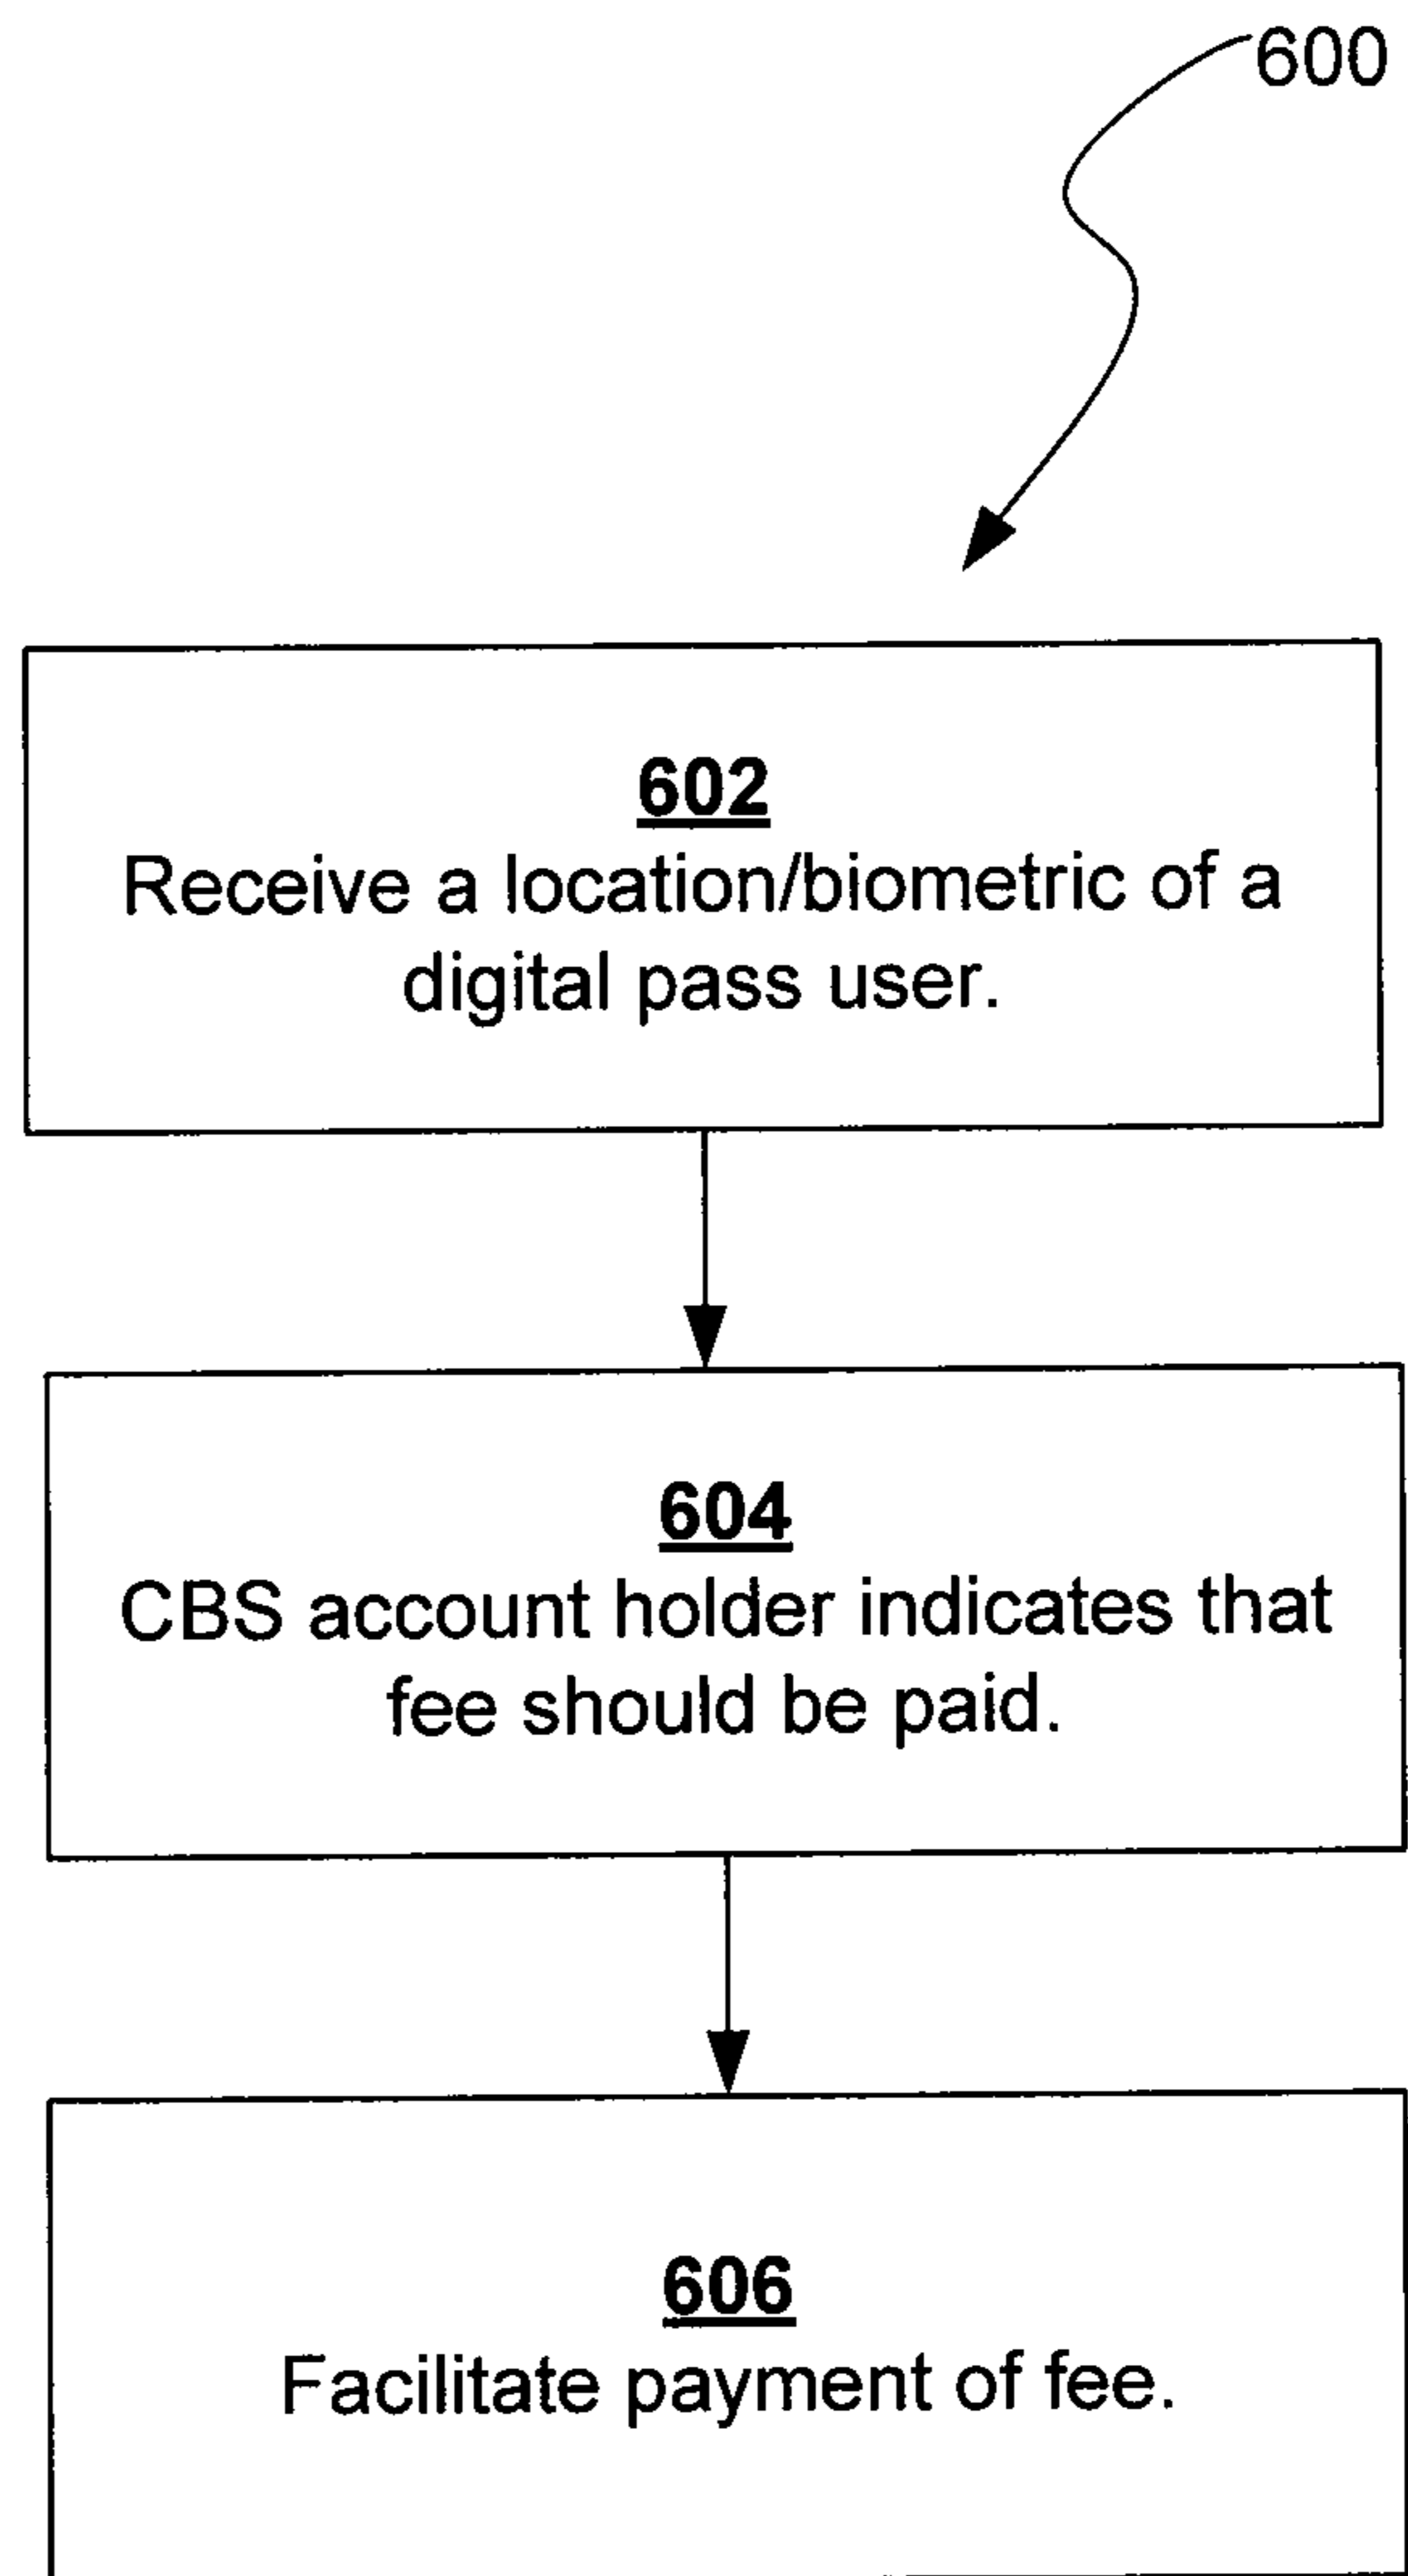 600
602
Receive a location/biometric of a
digital pass user.
604
CBS account holder indicates that
fee should be paid.
606
Facilitate payment of fee.